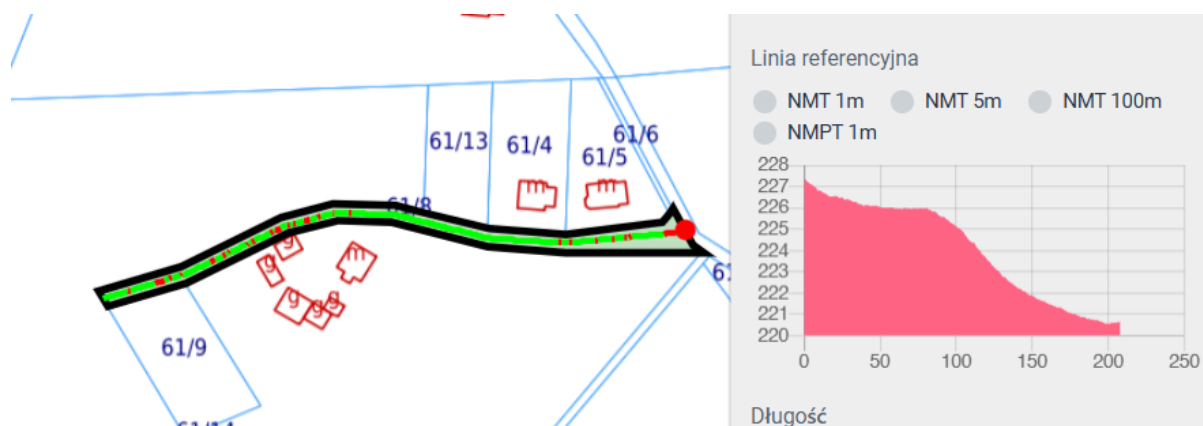 61/13
61/4
61/5
61/6
61/8
m
m
m
g
g
g
g
g
61/9
Linia referencyjna
NMT 1m
NMT 5m
NMT 100m
NMPT 1m
228
227
226
225
224
223
222
221
220
0
50
100
150
200
250
Długość